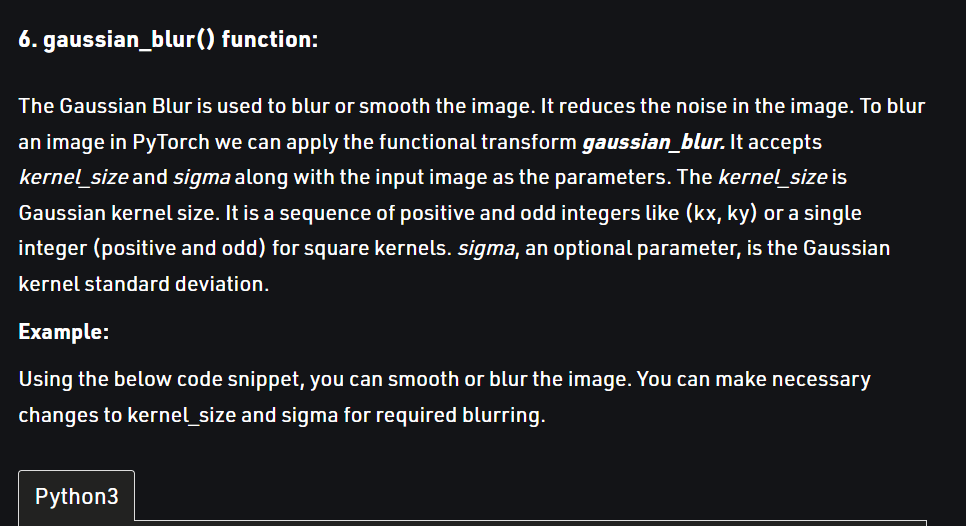 6. gaussian_blur() function:
The Gaussian Blur is used to blur or smooth the image. It reduces the noise in the image. To blur
an image in PyTorch we can apply the functional transform gaussian_blur. It accepts
kernel_size and sigma along with the input image as the parameters. The kernel_size is
Gaussian kernel size. It is a sequence of positive and odd integers like (kx, ky) or a single
integer (positive and odd) for square kernels. sigma, an optional parameter, is the Gaussian
kernel standard deviation.
Example:
Using the below code snippet, you can smooth or blur the image. You can make necessary
changes to kernel_size and sigma for required blurring.
Python3